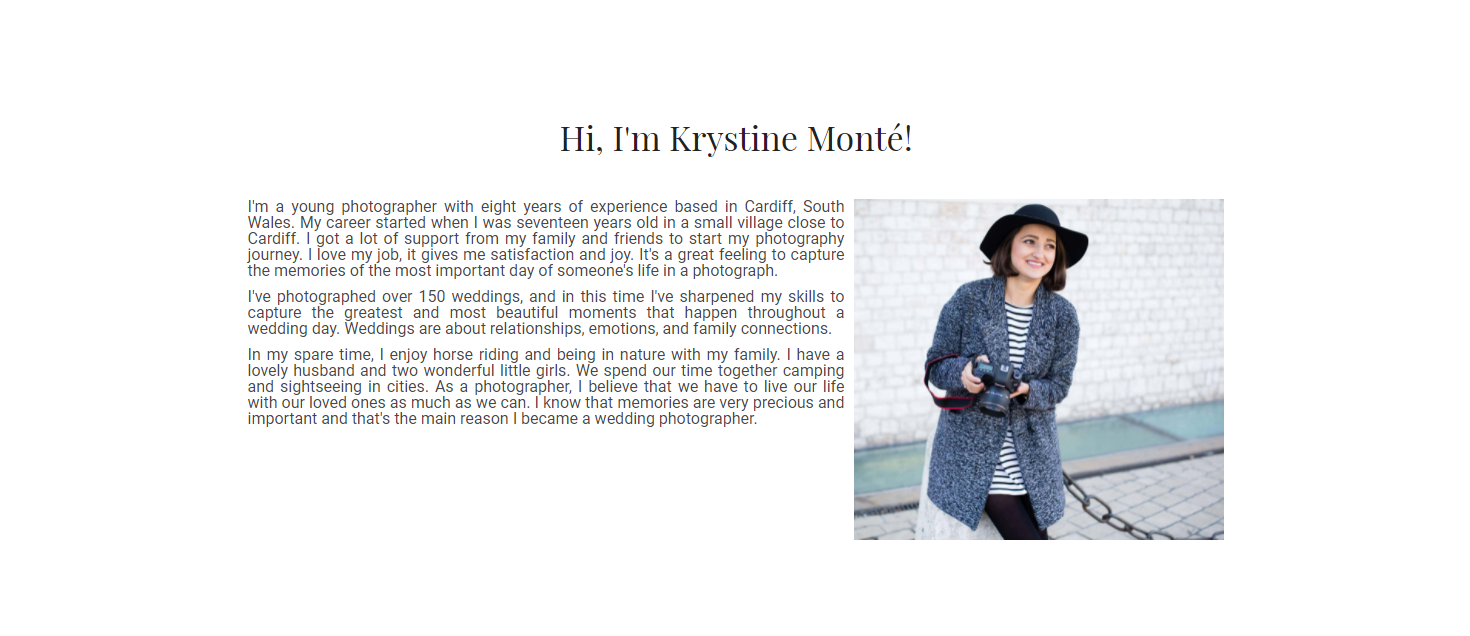 Hi, I'm Krystine Monté!
I'm a young photographer with eight years of experience based in Cardiff, South
Wales. My career started when I was seventeen years old in a small village close to
Cardiff. I got a lot of support from my family and friends to start my photography
journey. I love my job, it gives me satisfaction and joy. It's a great feeling to capture
the memories of the most important day of someone's life in a photograph.
I've photographed over 150 weddings, and in this time I've sharpened my skills to
capture the greatest and most beautiful moments that happen throughout a
wedding day. Weddings are about relationships, emotions, and family connections.
In my spare time, I enjoy horse riding and being in nature with my family. I have a
lovely husband and two wonderful little girls. We spend our time together camping
and sightseeing in cities. As a photographer, I believe that we have to live our life
with our loved ones as much as we can. I know that memories are very precious and
important and that's the main reason I became a wedding photographer.